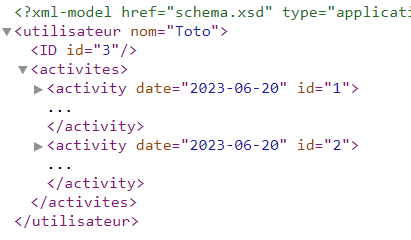 <?xml-model href="schema.xsd" type="applicati
▼<utilisateur nom="Toto">
<ID id="3"/>
▼<activites>
▶<activity date="2023-06-20" id="1">
...
</activity>
▶<activity date="2023-06-20" id="2">
...
</activity>
</activites>
</utilisateur>